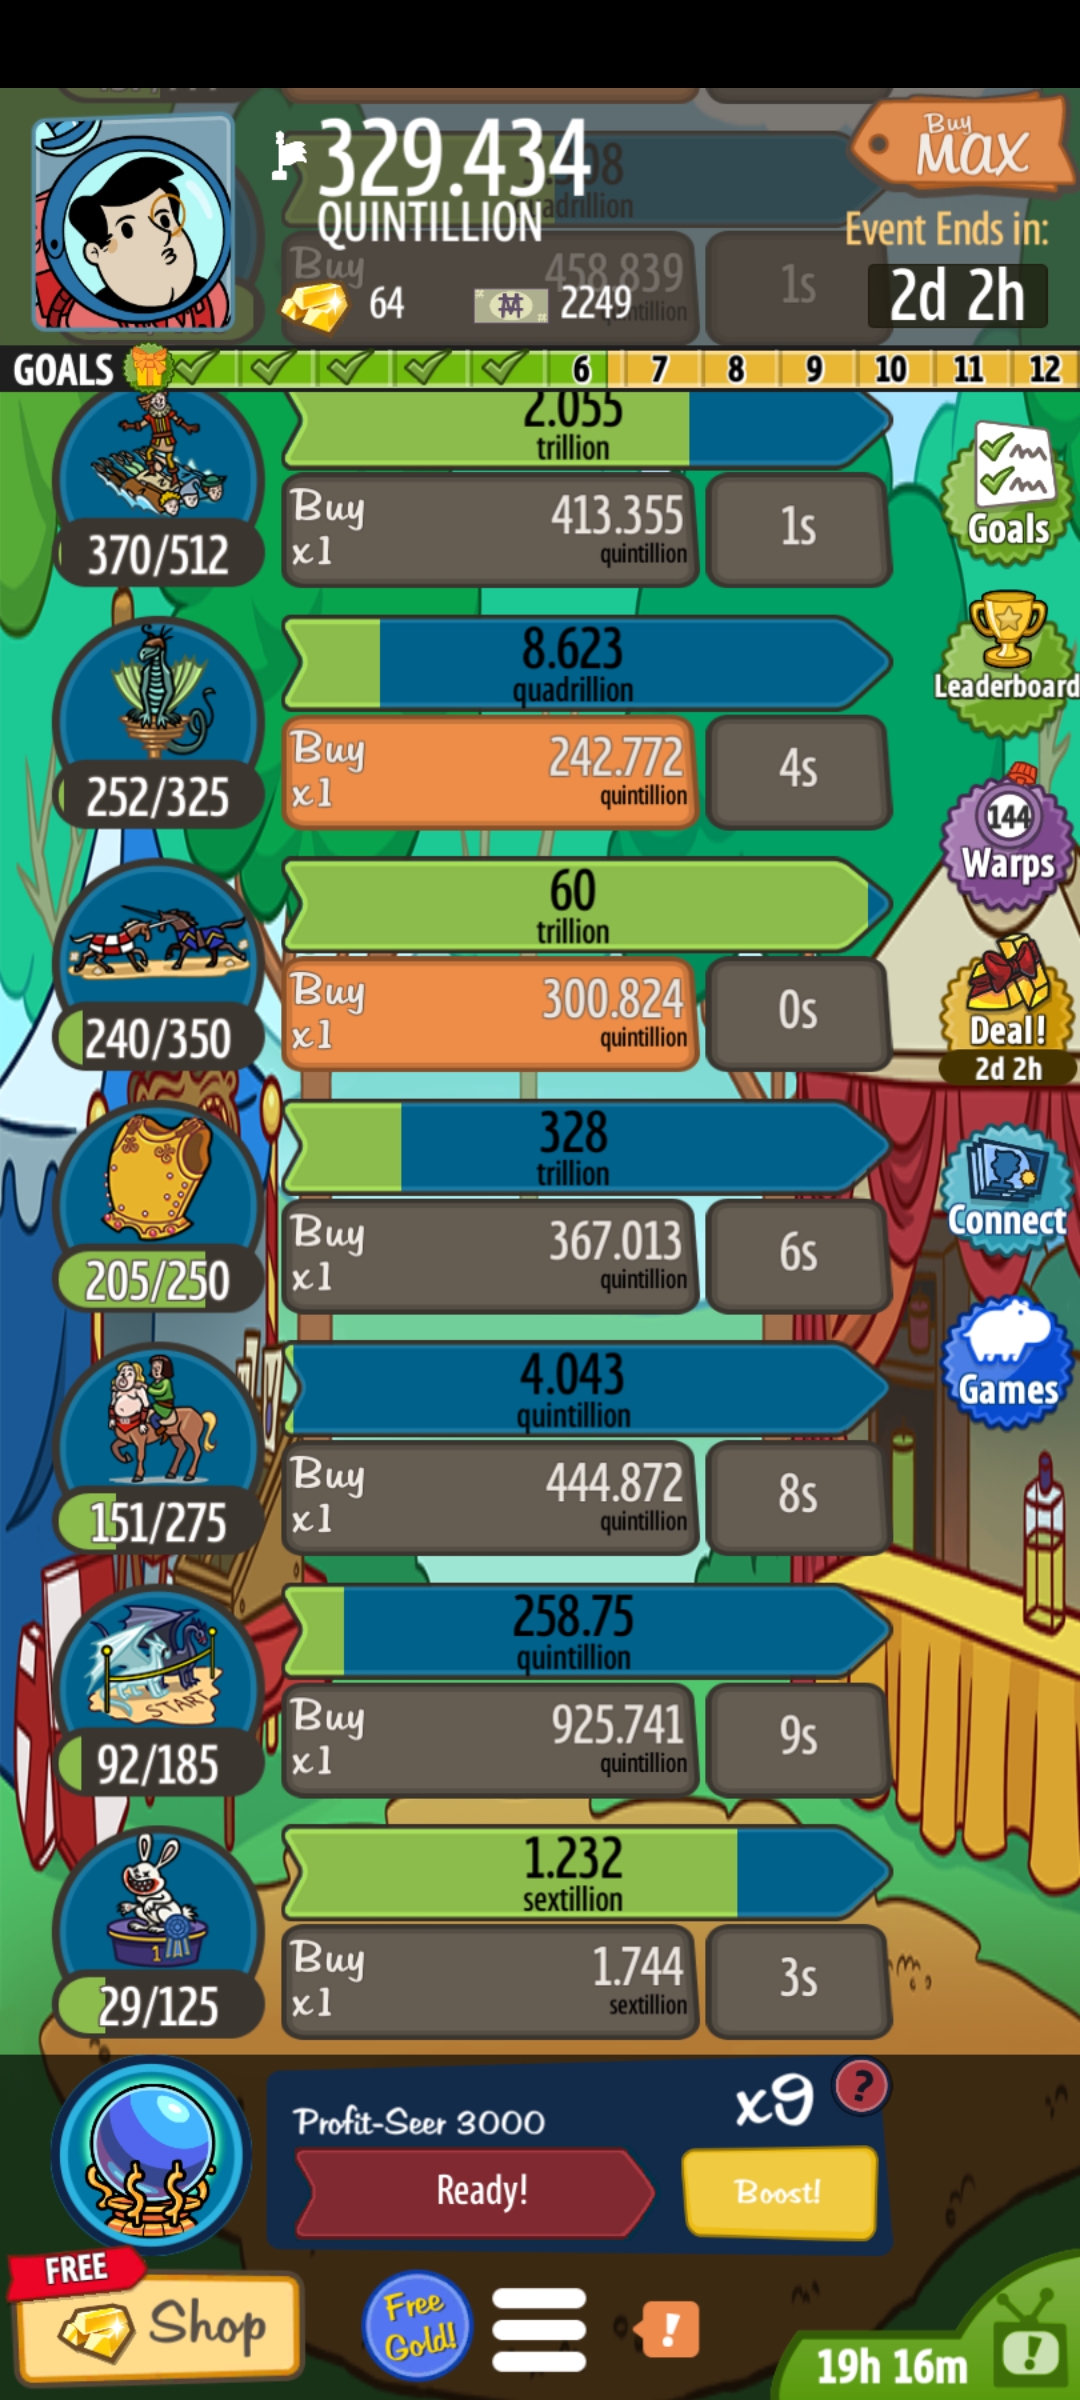 329.434
QUINTILLION
Buy
MAX
Event Ends in:
2d 2h
64
2249
Buy
458.839
1s
GOALS 6 7 8 9 10 11 12
2.055
trillion
370/512
Buy
x1
413.355
quintillion
1s
Goals
8.623
quadrillion
252/325
Buy
x1
242.772
quintillion
4s
Leaderboard
144
Warps
60
trillion
240/350
Buy
x1
300.824
quintillion
0s
Deal!
2d 2h
328
trillion
205/250
Buy
x1
367.013
quintillion
6s
Connect
4.043
quintillion
151/275
Buy
x1
444.872
quintillion
8s
Games
START
258.75
quintillion
92/185
Buy
x1
925.741
quintillion
9s
1
1.232
sextillion
29/125
Buy
x1
1.744
sextillion
3s
Profit-Seer 3000
x9
?
Ready!
Boost!
FREE
Shop
Free
Gold!
!
19h 16m
!